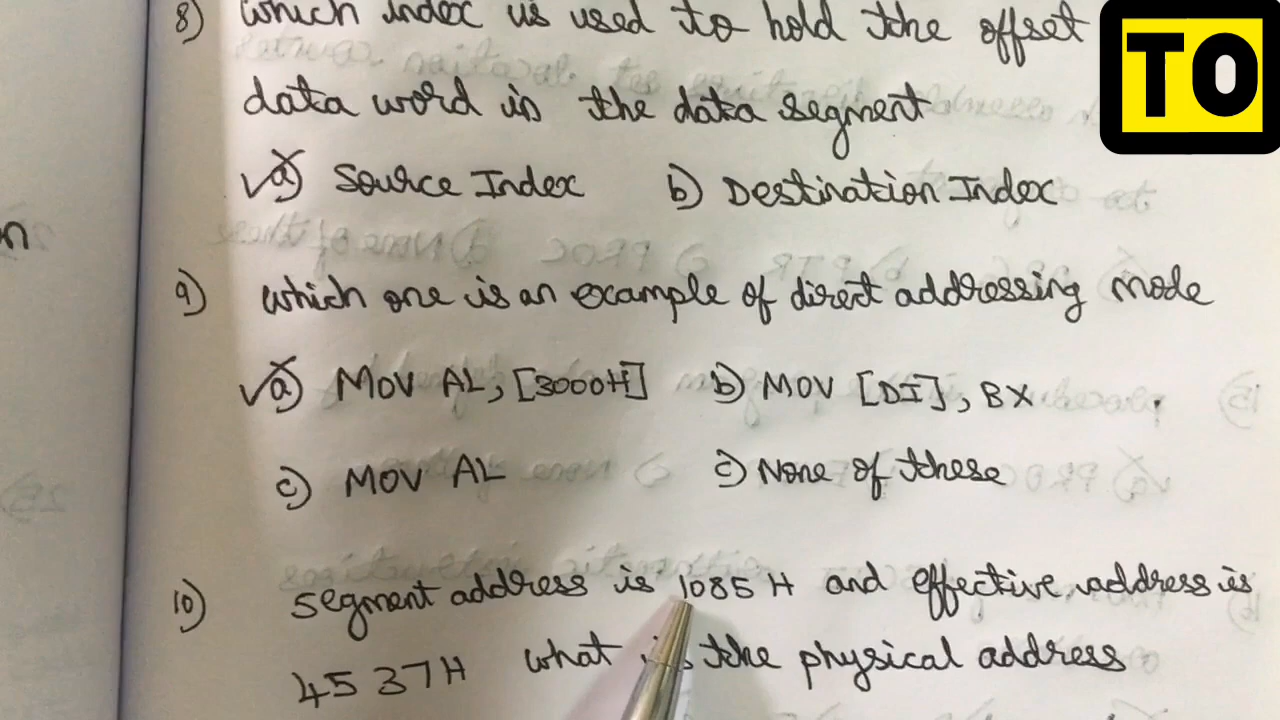 8) which index is used to hold the offset
TO
data word in the data segment
a) Source Index b) Destination Index
n
9) which one is an example of direct addressing mode
a) MOV AL, [3000H] b) MOV [DI], BX
c) MOV AL c) None of these
10) segment address is 1085 H and effective address is
4537H what is the physical address